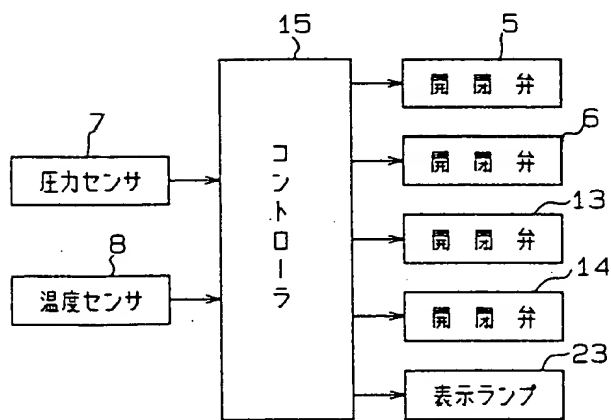 15
5
開閉弁
6
7
開閉弁
圧力センサ
コントローラ
13
開閉弁
8
14
温度センサ
開閉弁
23
表示ランプ